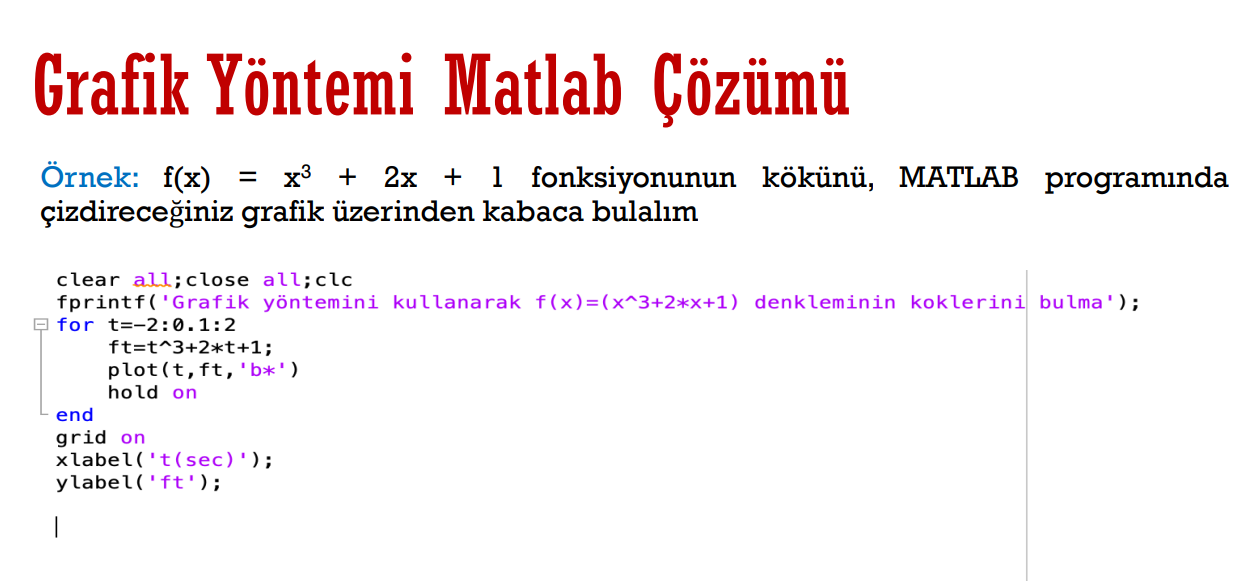 Grafik Yöntemi Matlab Çözümü
Örnek: f(x) = x³ + 2x + 1 fonksiyonunun kökünü, MATLAB programında
çizdireceğiniz grafik üzerinden kabaca bulalım
clear all;close all;clc
fprintf('Grafik yöntemini kullanarak f(x)=(x^3+2*x+1) denkleminin koklerini bulma');
for t=-2:0.1:2
    ft=t^3+2*t+1;
    plot(t,ft,'b*')
    hold on
end
grid on
xlabel('t(sec)');
ylabel('ft');